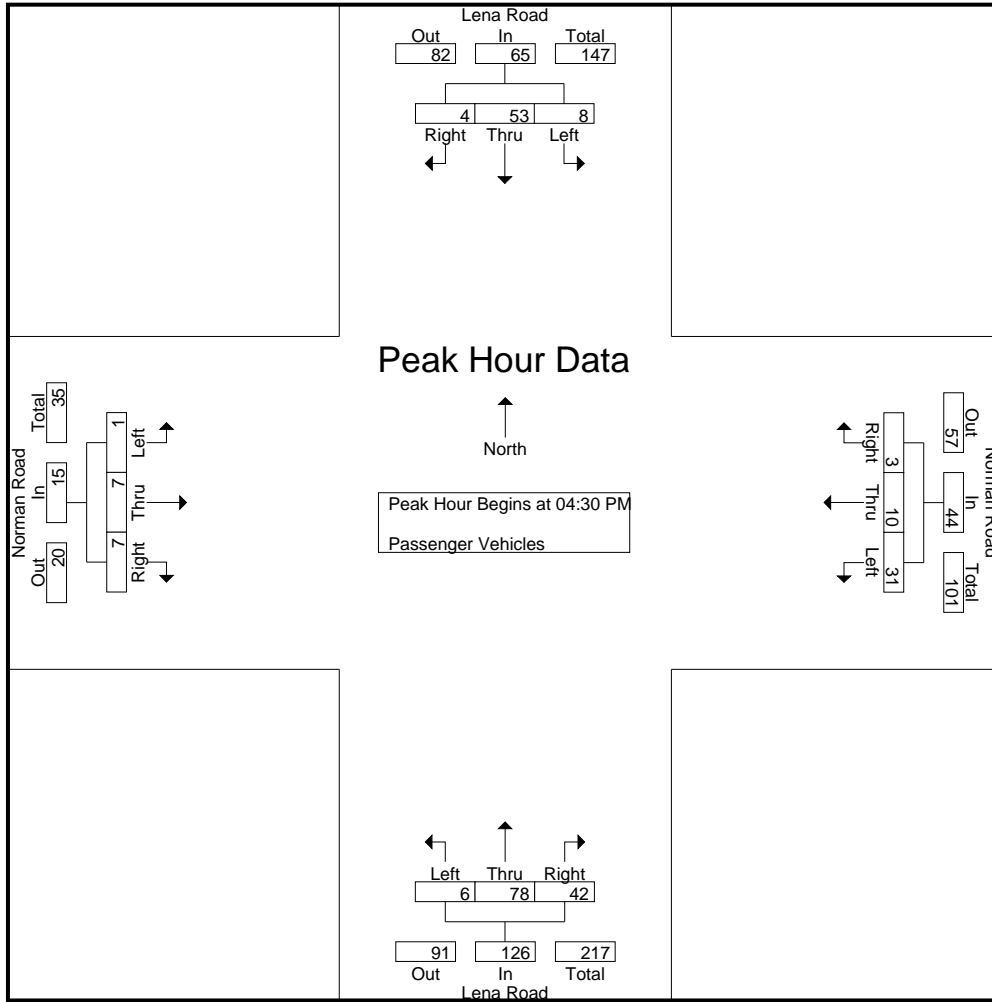 Lena Road
Out In Total
82 65 147
4 53 8
Right Thru Left
Peak Hour Data
North
Peak Hour Begins at 04:30 PM
Passenger Vehicles
Norman Road
Total In Out
35 15 20
1 7 7
Left Thru Right
Right Thru Left
3 10 31
57 44 101
Out In Total
Norman Road
Left Thru Right
6 78 42
91 126 217
Out In Total
Lena Road